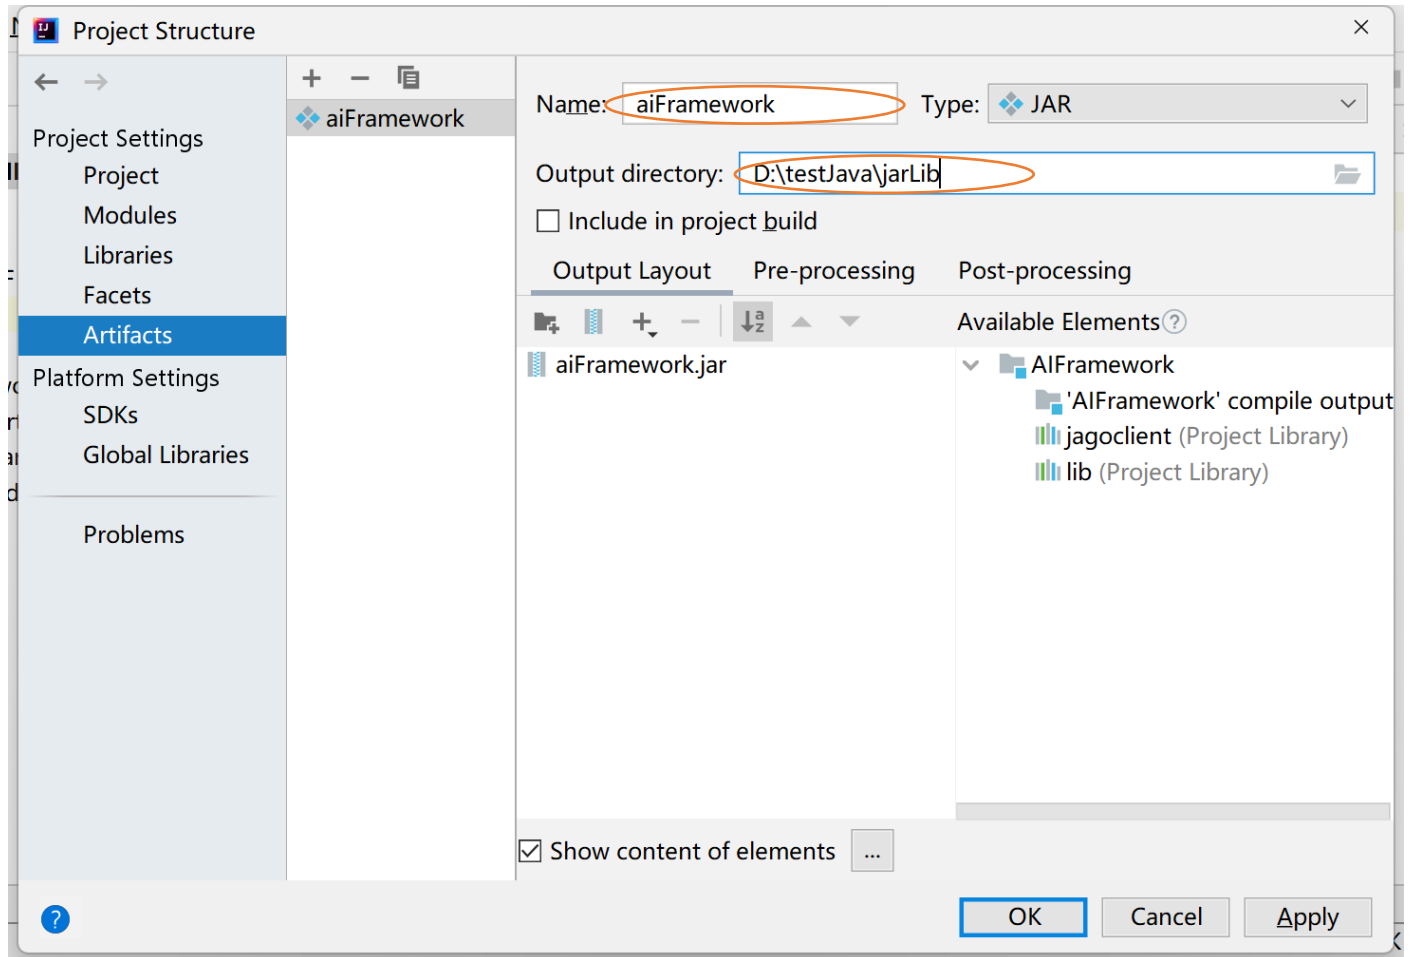 Project Structure
Project Settings
Project
Modules
Libraries
Facets
Artifacts
Platform Settings
SDKs
Global Libraries
Problems
aiFramework
Name: aiFramework Type: JAR
Output directory: D:\testJava\jarLib
Include in project build
Output Layout Pre-processing Post-processing
Available Elements
aiFramework.jar
AIFramework
'AIFramework' compile output
jagoclient (Project Library)
lib (Project Library)
Show content of elements ...
OK Cancel Apply